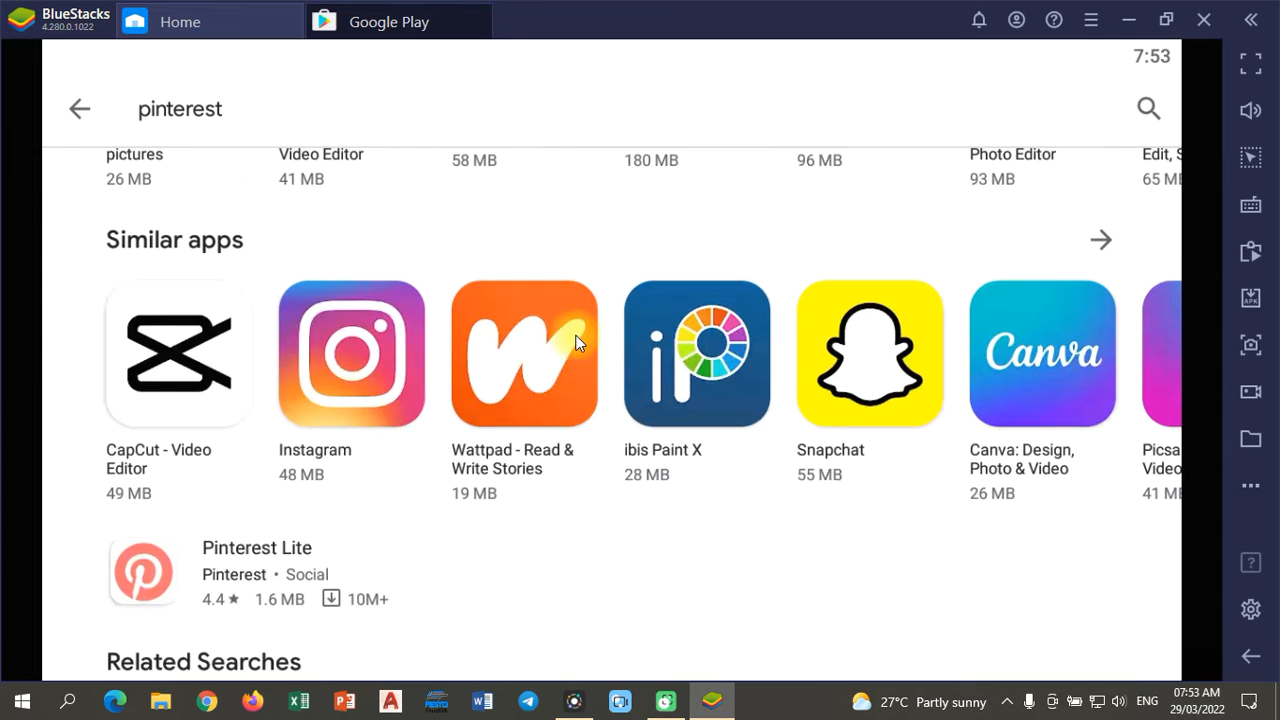 BlueStacks
4.280.0.1022
Home
Google Play
7:53
pinterest
pictures
26 MB
Video Editor
41 MB
58 MB
180 MB
96 MB
Photo Editor
93 MB
Edit, S
65 MB
Similar apps
CapCut - Video
Editor
49 MB
Instagram
48 MB
Wattpad - Read &
Write Stories
19 MB
ibis Paint X
28 MB
Snapchat
55 MB
Canva
Canva: Design,
Photo & Video
26 MB
Picsa
Video
41 MB
Pinterest Lite
Pinterest • Social
4.4 ★ 1.6 MB 10M+
Related Searches
27°C Partly sunny
ENG
07:53 AM
29/03/2022